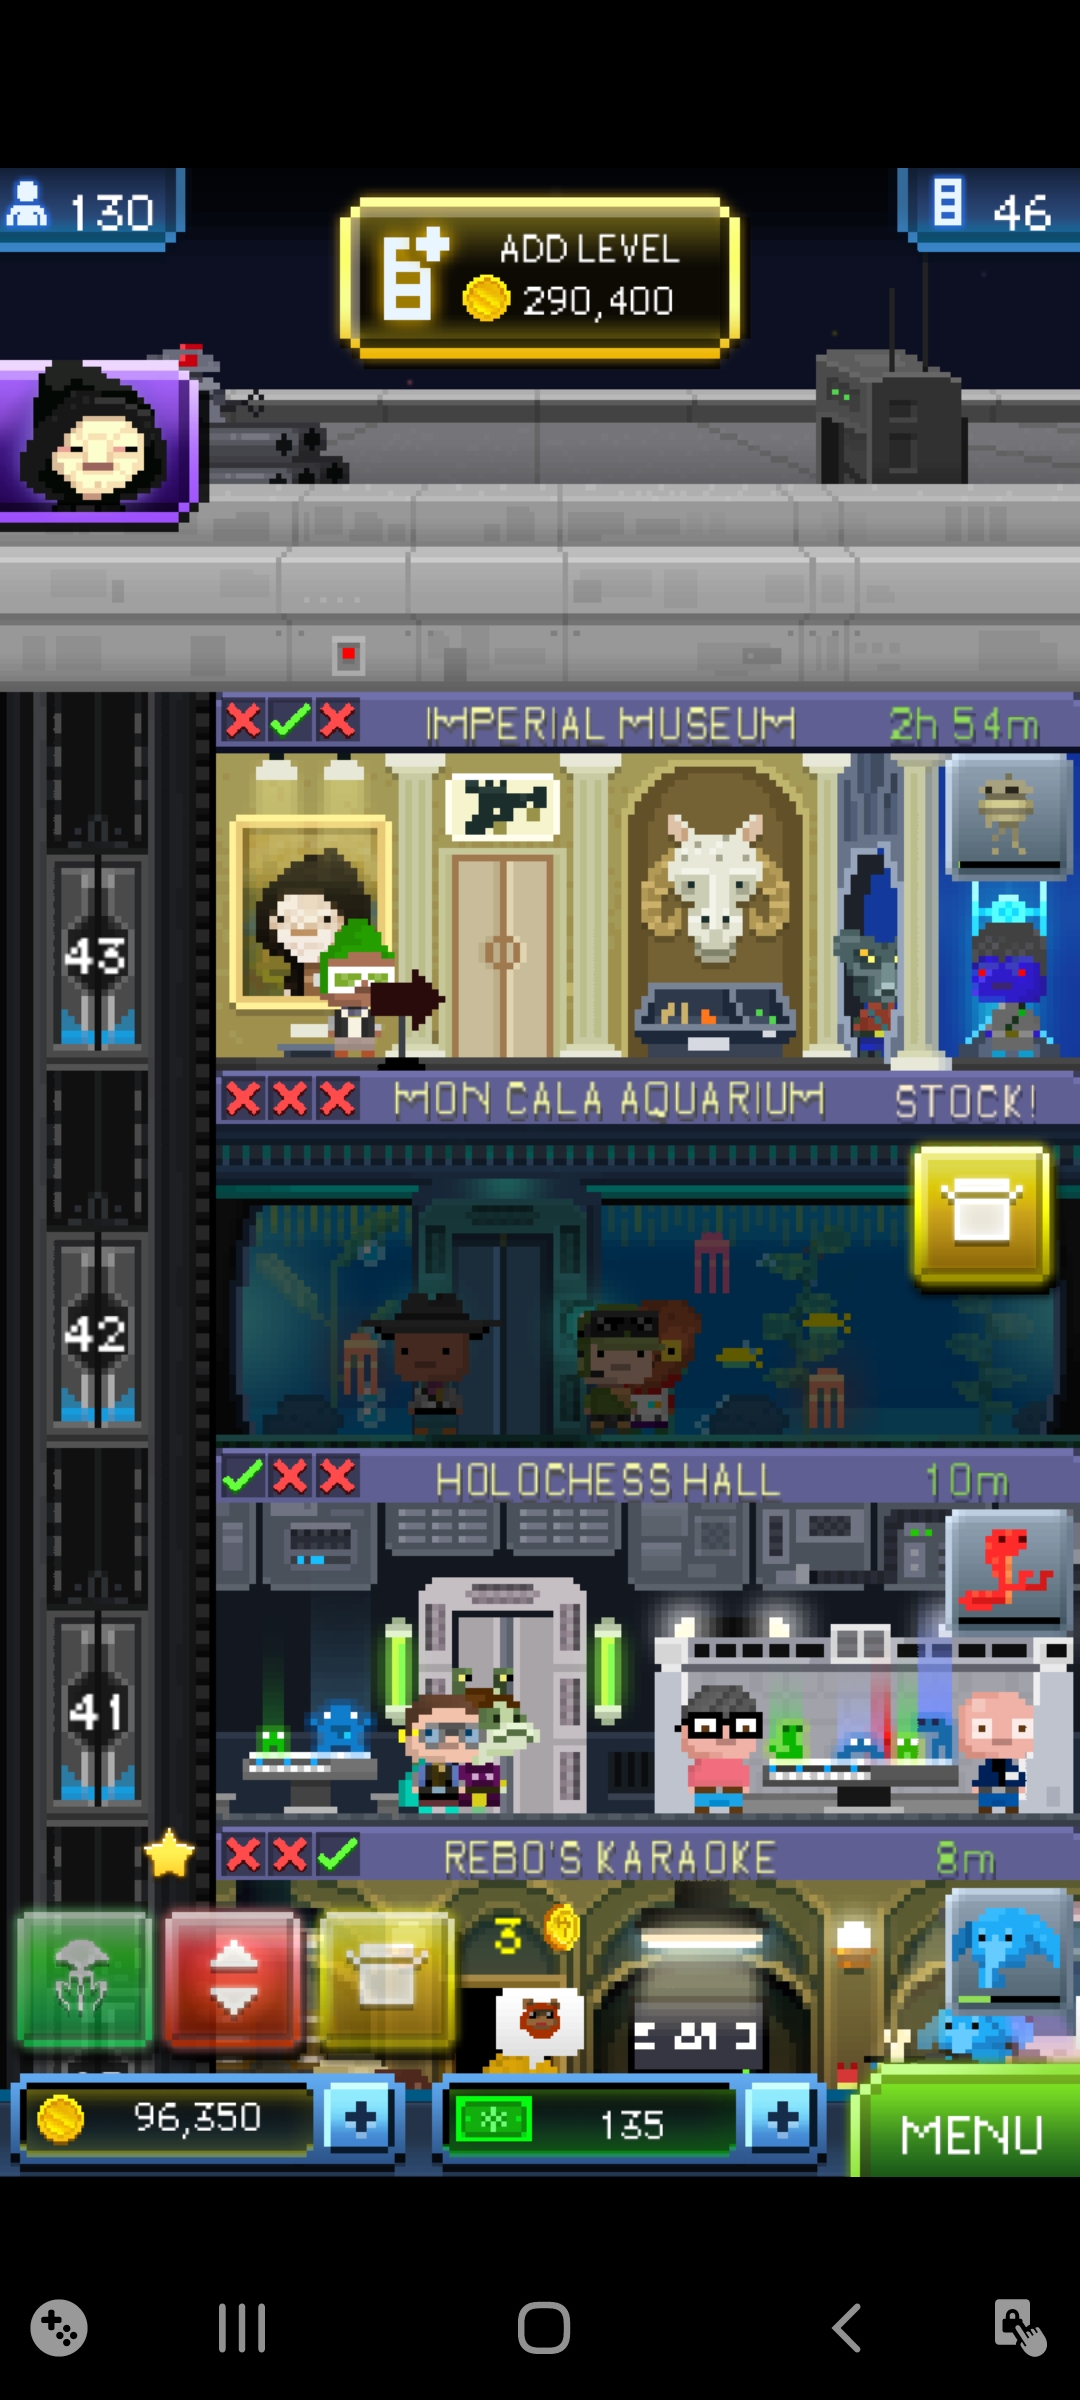 130
ADD LEVEL
290,400
46
IMPERIAL MUSEUM
2h 54m
43
MON CALA AQUARIUM
STOCK!
42
HOLOCHESS HALL
10m
41
REBO'S KARAOKE
8m
3
96,350
135
MENU